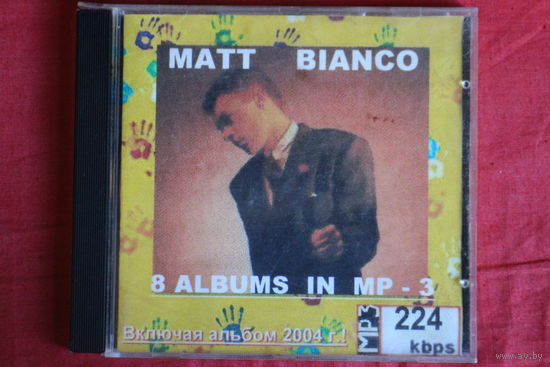 MATT BIANCO
8 ALBUMS IN MP - 3
Включая альбом 2004 г.!
MP3
224
kbps
www.ay.by